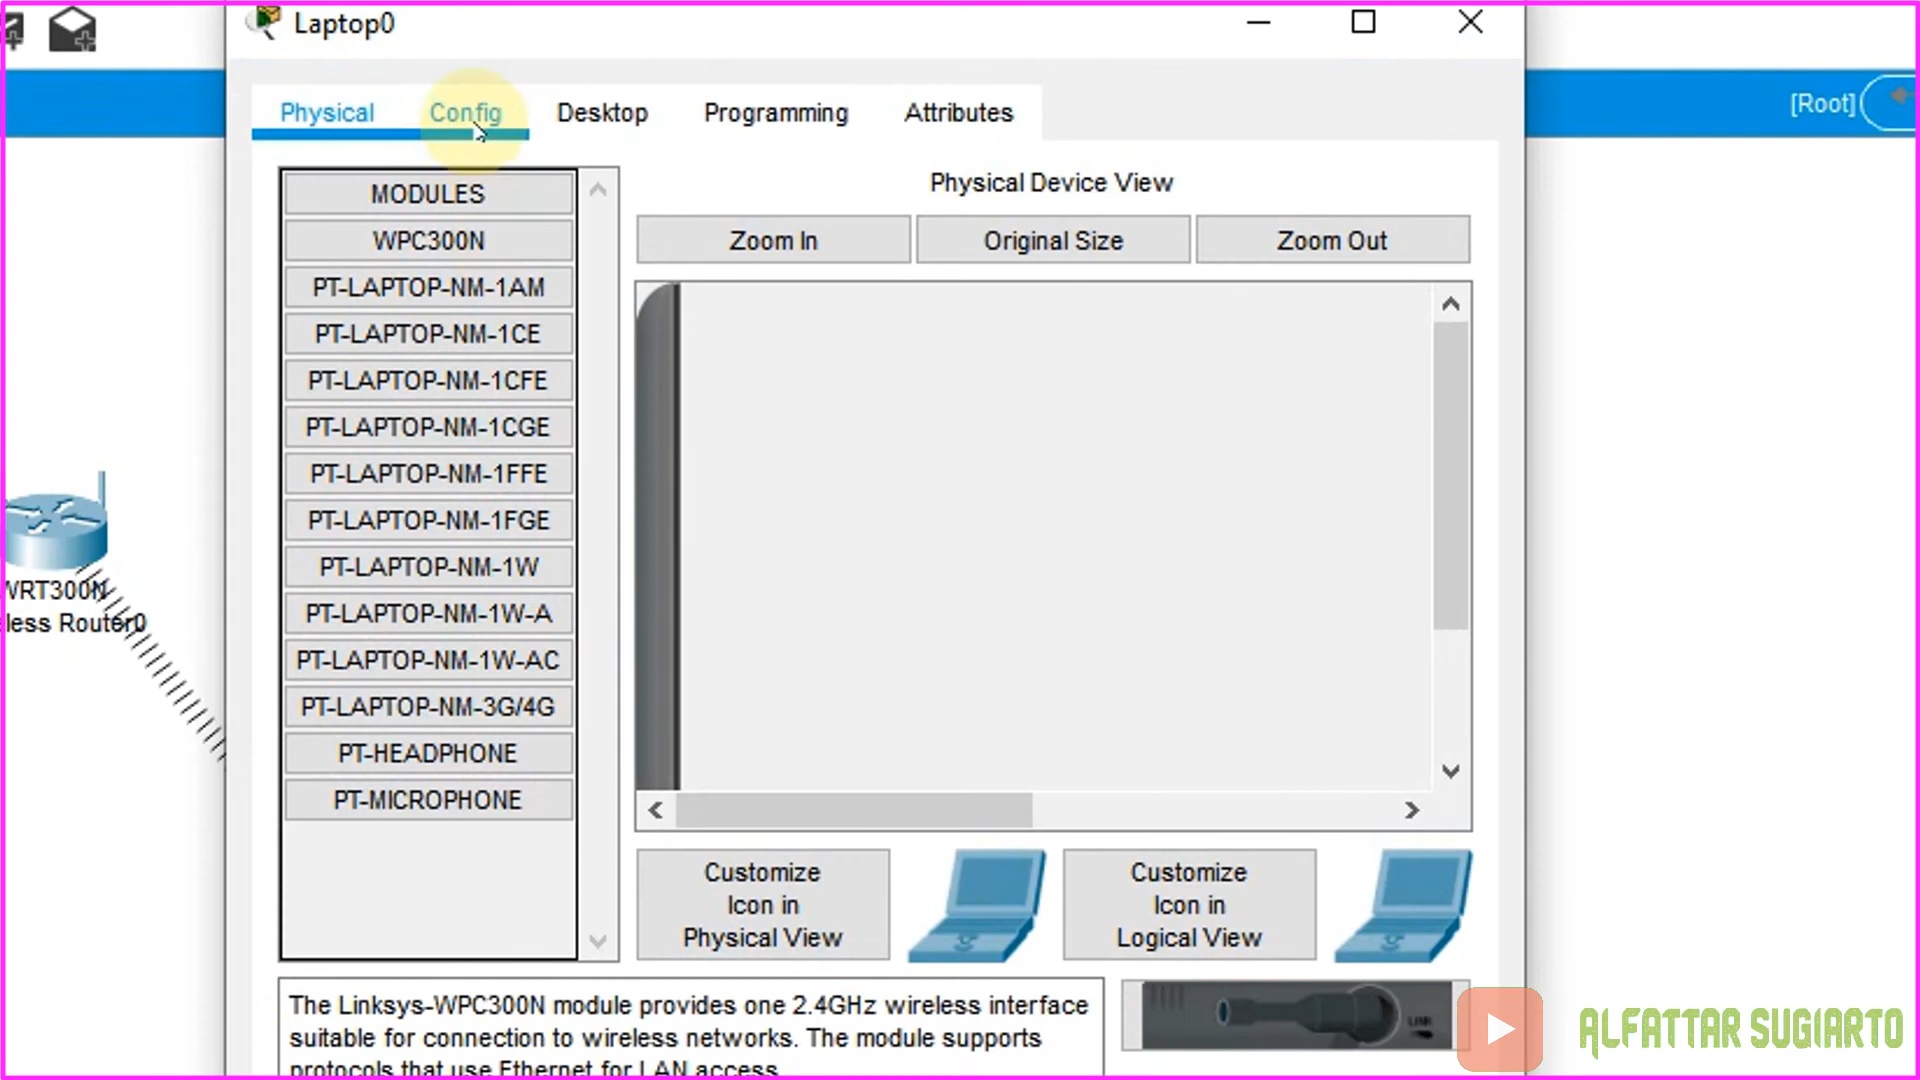 Laptop0
[Root]
Physical
Config
Desktop
Programming
Attributes
MODULES
WPC300N
PT-LAPTOP-NM-1AM
PT-LAPTOP-NM-1CE
PT-LAPTOP-NM-1CFE
PT-LAPTOP-NM-1CGE
PT-LAPTOP-NM-1FFE
PT-LAPTOP-NM-1FGE
PT-LAPTOP-NM-1W
PT-LAPTOP-NM-1W-A
PT-LAPTOP-NM-1W-AC
PT-LAPTOP-NM-3G/4G
PT-HEADPHONE
PT-MICROPHONE
Physical Device View
Zoom In
Original Size
Zoom Out
WRT300N
less Router0
Customize
Icon in
Physical View
Customize
Icon in
Logical View
The Linksys-WPC300N module provides one 2.4GHz wireless interface
suitable for connection to wireless networks. The module supports
protocols that use Ethernet for LAN access.
LINK
ALFATTAR SUGIARTO